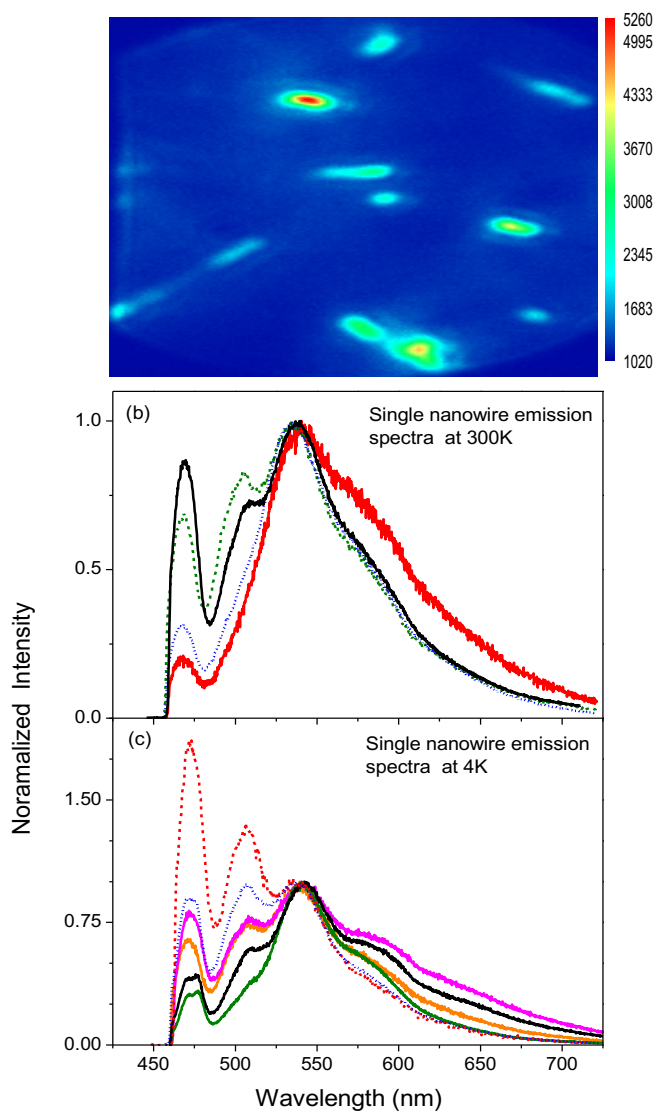 5260
4995
4333
3670
3008
2345
1683
1020
(b)
Single nanowire emission
spectra at 300K
1.0
0.5
0.0
(c)
Single nanowire emission
spectra at 4K
1.50
0.75
0.00
Noramalized Intensity
450 500 550 600 650 700
Wavelength (nm)